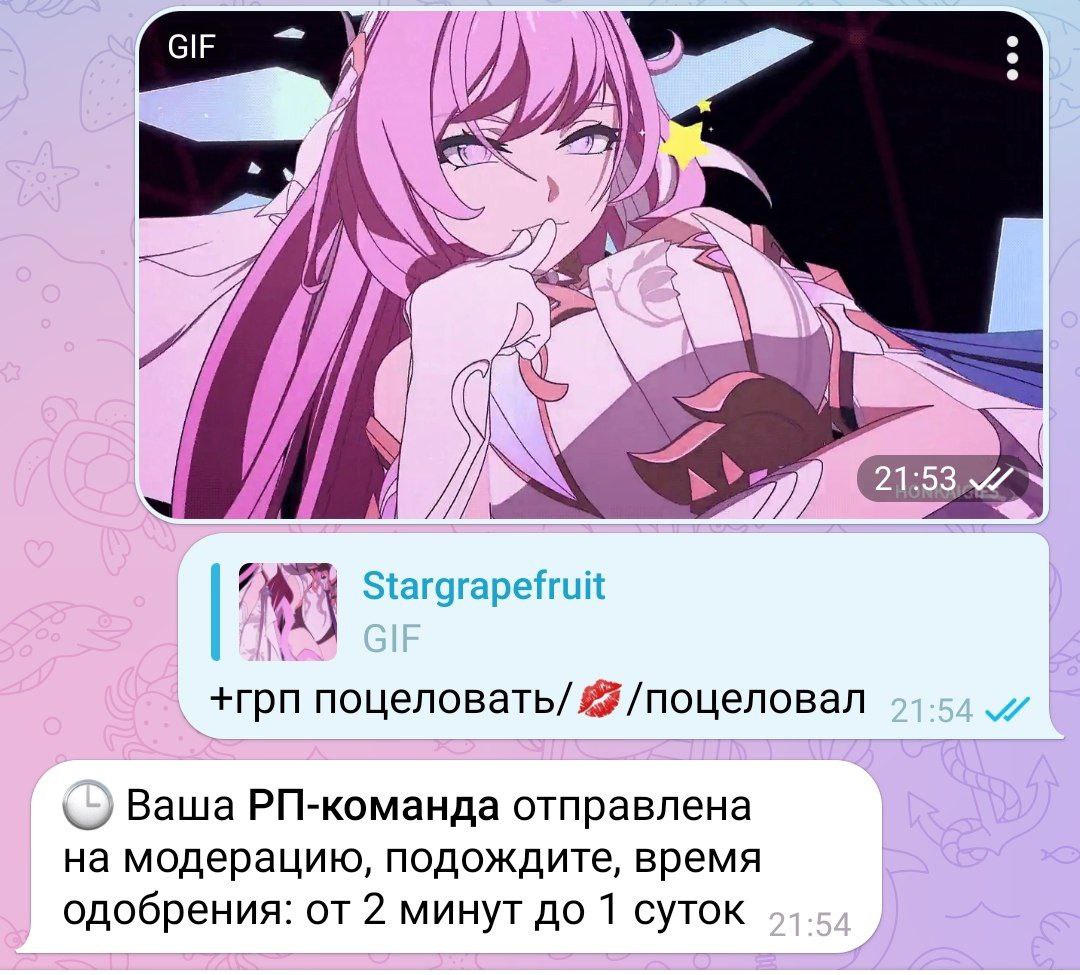 GIF
21:53
HONKAISIES
Stargrapefruit
GIF
+грп поцеловать/💋/поцеловал 21:54
🕒 Ваша РП-команда отправлена
на модерацию, подождите, время
одобрения: от 2 минут до 1 суток 21:54